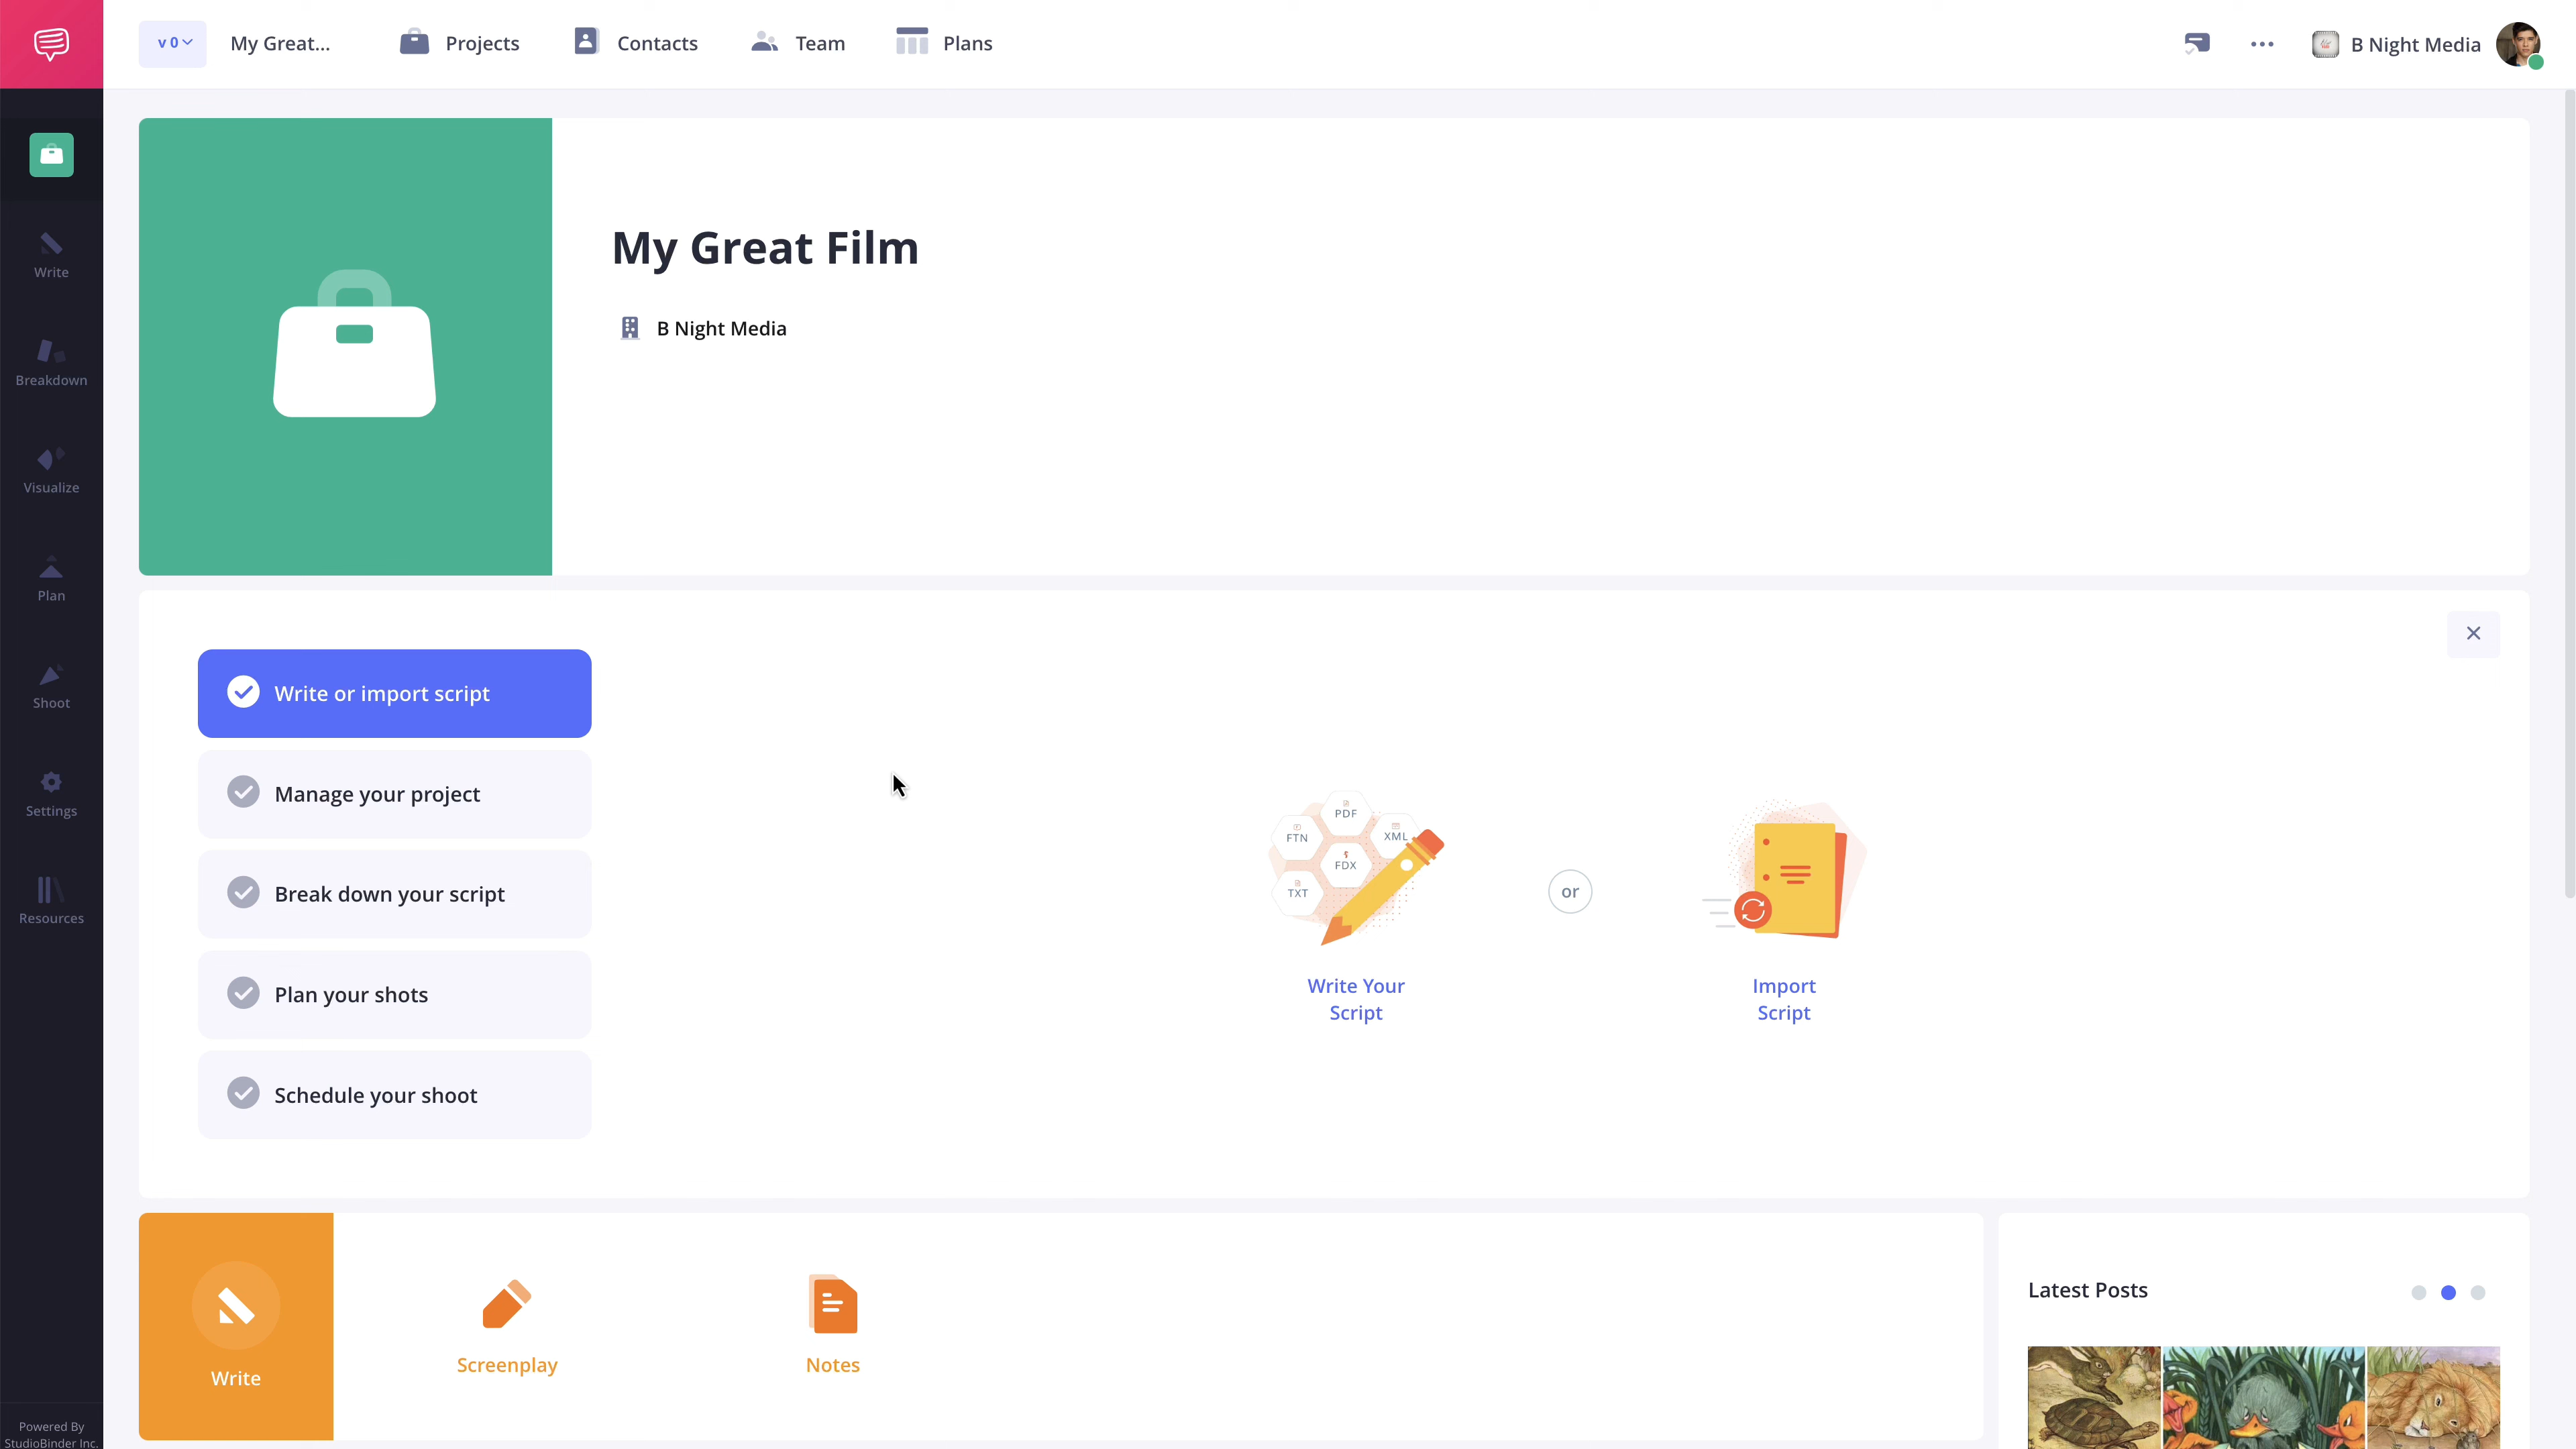 v 0
My Great...
Projects
Contacts
Team
Plans
B Night Media
Write
Breakdown
Visualize
Plan
Shoot
Settings
Resources
Powered By
StudioBinder Inc.
My Great Film
B Night Media
Write or import script
Manage your project
Break down your script
Plan your shots
Schedule your shoot
PDF
FTN
XML
FDX
TXT
Write Your
Script
or
Import
Script
Write
Screenplay
Notes
Latest Posts